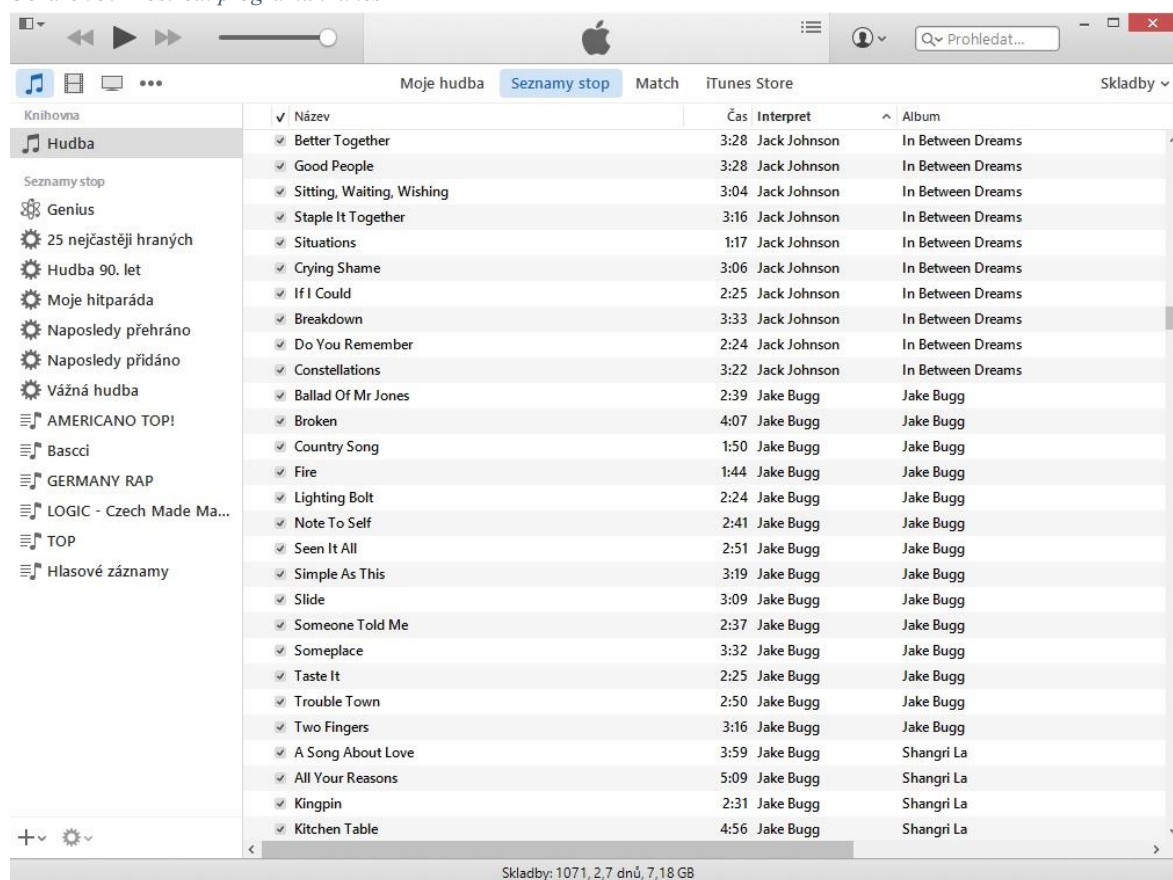 Prohledat...
Moje hudba Seznamy stop Match iTunes Store Skladby
Knihovna
Hudba
Seznamy stop
Genius
25 nejčastěji hraných
Hudba 90. let
Moje hitparáda
Naposledy přehráno
Naposledy přidáno
Vážná hudba
AMERICANO TOP!
Bascci
GERMANY RAP
LOGIC - Czech Made Ma...
TOP
Hlasové záznamy
Název Čas Interpret Album
Better Together 3:28 Jack Johnson In Between Dreams
Good People 3:28 Jack Johnson In Between Dreams
Sitting, Waiting, Wishing 3:04 Jack Johnson In Between Dreams
Staple It Together 3:16 Jack Johnson In Between Dreams
Situations 1:17 Jack Johnson In Between Dreams
Crying Shame 3:06 Jack Johnson In Between Dreams
If I Could 2:25 Jack Johnson In Between Dreams
Breakdown 3:33 Jack Johnson In Between Dreams
Do You Remember 2:24 Jack Johnson In Between Dreams
Constellations 3:22 Jack Johnson In Between Dreams
Ballad Of Mr Jones 2:39 Jake Bugg Jake Bugg
Broken 4:07 Jake Bugg Jake Bugg
Country Song 1:50 Jake Bugg Jake Bugg
Fire 1:44 Jake Bugg Jake Bugg
Lighting Bolt 2:24 Jake Bugg Jake Bugg
Note To Self 2:41 Jake Bugg Jake Bugg
Seen It All 2:51 Jake Bugg Jake Bugg
Simple As This 3:19 Jake Bugg Jake Bugg
Slide 3:09 Jake Bugg Jake Bugg
Someone Told Me 2:37 Jake Bugg Jake Bugg
Someplace 3:32 Jake Bugg Jake Bugg
Taste It 2:25 Jake Bugg Jake Bugg
Trouble Town 2:50 Jake Bugg Jake Bugg
Two Fingers 3:16 Jake Bugg Jake Bugg
A Song About Love 3:59 Jake Bugg Shangri La
All Your Reasons 5:09 Jake Bugg Shangri La
Kingpin 2:31 Jake Bugg Shangri La
Kitchen Table 4:56 Jake Bugg Shangri La
Skladby: 1071, 2,7 dnů, 7,18 GB